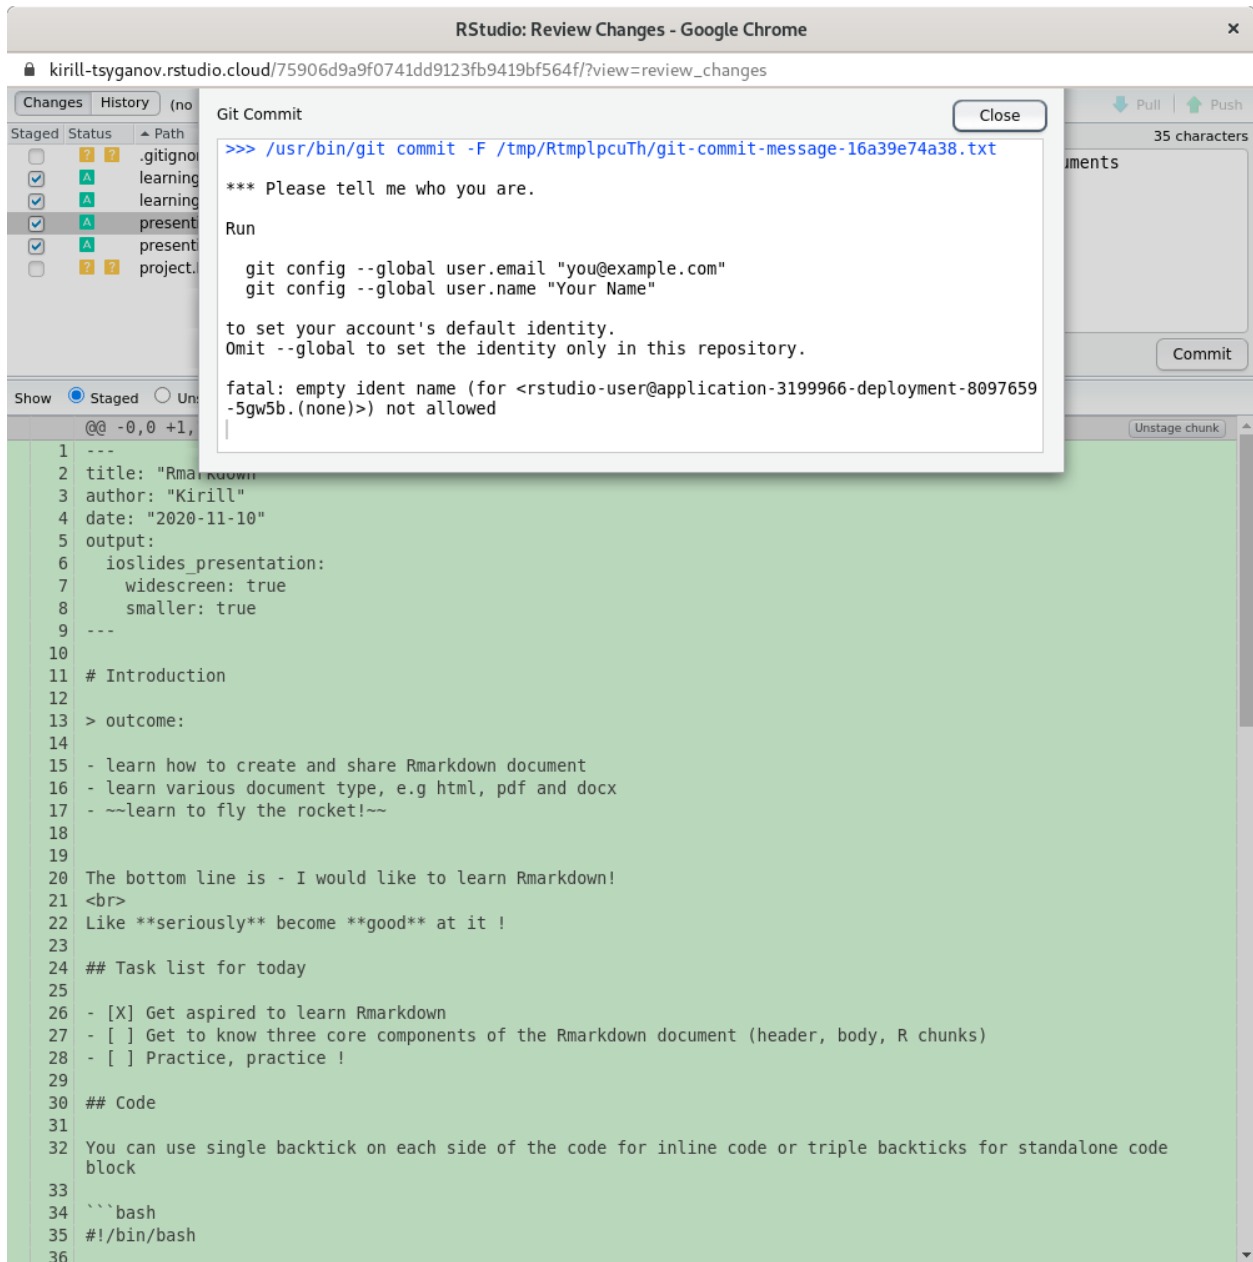 RStudio: Review Changes - Google Chrome
kirill-tsyganov.rstudio.cloud/75906d9a9f0741dd9123fb9419bf564f/?view=review_changes
Changes History (no
Pull Push
Staged Status Path
35 characters
? ? .gitigno
A learning
A learning
A present
A present
? ? project.
Git Commit
Close
>>> /usr/bin/git commit -F /tmp/RtmplpcuTh/git-commit-message-16a39e74a38.txt
*** Please tell me who you are.
Run
git config --global user.email "you@example.com"
git config --global user.name "Your Name"
to set your account's default identity.
Omit --global to set the identity only in this repository.
fatal: empty ident name (for <rstudio-user@application-3199966-deployment-8097659
-5gw5b.(none)>) not allowed
uments
Commit
Show Staged Un
@@ -0,0 +1,
Unstage chunk
1 ---
2 title: "Rmarkdown"
3 author: "Kirill"
4 date: "2020-11-10"
5 output:
6 ioslides_presentation:
7 widescreen: true
8 smaller: true
9 ---
10
11 # Introduction
12
13 > outcome:
14
15 - learn how to create and share Rmarkdown document
16 - learn various document type, e.g html, pdf and docx
17 - ~~learn to fly the rocket!~~
18
19
20 The bottom line is - I would like to learn Rmarkdown!
21 <br>
22 Like **seriously** become **good** at it !
23
24 ## Task list for today
25
26 - [X] Get aspired to learn Rmarkdown
27 - [ ] Get to know three core components of the Rmarkdown document (header, body, R chunks)
28 - [ ] Practice, practice !
29
30 ## Code
31
32 You can use single backtick on each side of the code for inline code or triple backticks for standalone code
block
33
34 ```bash
35 #!/bin/bash
36